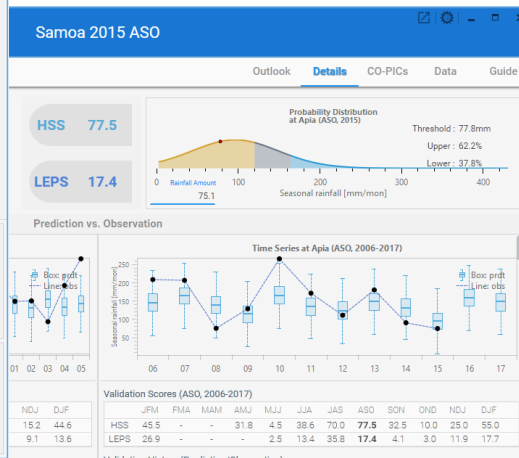 Samoa 2015 ASO
Outlook Details CO-PICs Data Guide
HSS 77.5
LEPS 17.4
Probability Distribution
at Apia (ASO, 2015)
Threshold : 77.8mm
Upper : 62.2%
Lower : 37.8%
0 100 200 300 400
Rainfall Amount
75.1
Seasonal rainfall [mm/mon]
Prediction vs. Observation
Box: prdt
Line: obs
01 02 03 04 05
Time Series at Apia (ASO, 2006-2017)
Seasonal rainfall [mm/mon]
250
200
150
100
50
Box: prdt
Line: obs
06 07 08 09 10 11 12 13 14 15 16 17
NDJ DJF
15.2 44.6
9.1 13.6
Validation Scores (ASO, 2006-2017)
JFM FMA MAM AMJ MJJ JJA JAS ASO SON OND NDJ DJF
HSS 45.5 - - 31.8 4.5 38.6 70.0 77.5 32.5 10.0 25.0 55.0
LEPS 26.9 - - - 2.5 13.4 35.8 17.4 4.1 3.0 11.9 17.7